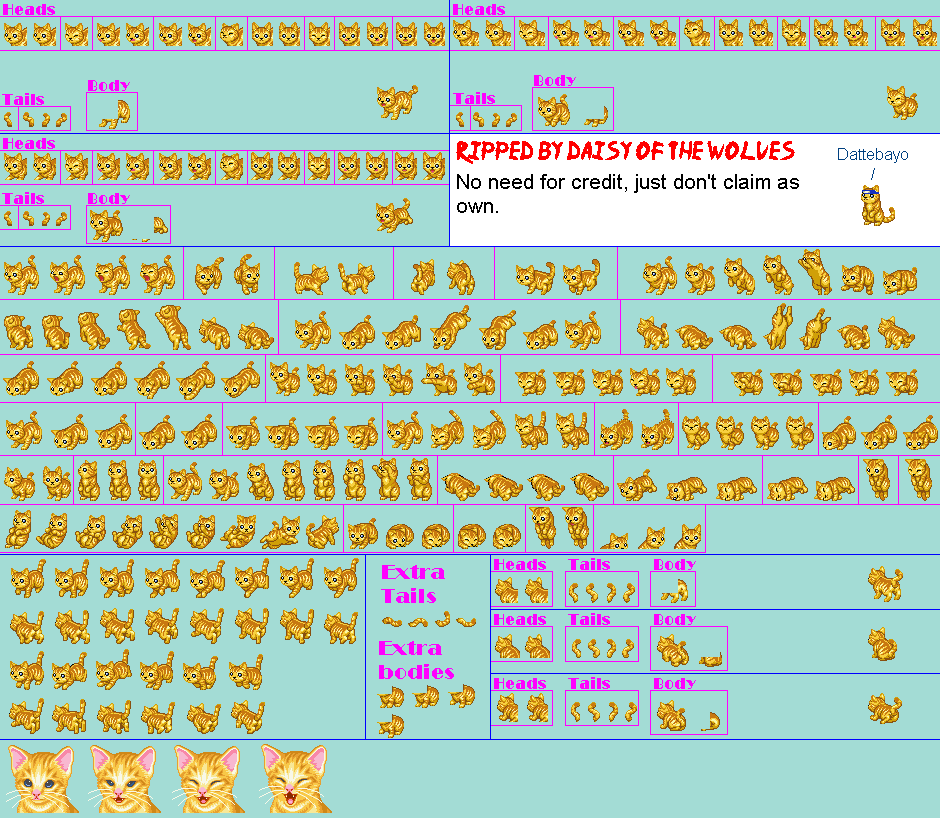 Heads
Heads
Tails
Body
Tails
Body
Heads
Tails
Body
RIPPED BY DAISY OF THE WOLVES
No need for credit, just don't claim as
own.
Dattebayo
/
Extra
Tails
Extra
bodies
Heads Tails Body
Heads Tails Body
Heads Tails Body